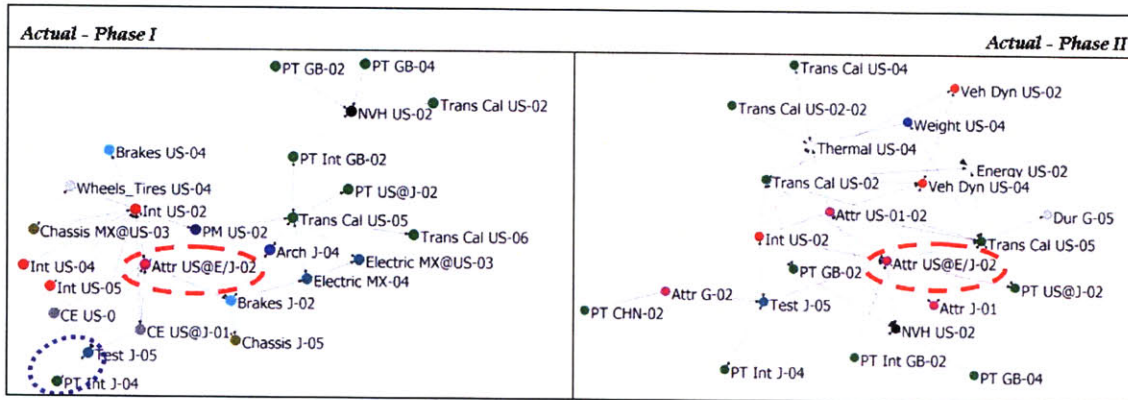 Actual - Phase I
PT GB-02
PT GB-04
Trans Cal US-02
NVH US-02
Brakes US-04
PT Int GB-02
Wheels_Tires US-04
PT US@J-02
Int US-02
Trans Cal US-05
Chassis MX@US-03
PM US-02
Trans Cal US-06
Arch J-04
Int US-04
Attr US@E/J-02
Electric MX@US-03
Int US-05
Electric MX-04
Brakes J-02
CE US-0
CE US@J-01
Chassis J-05
Test J-05
PT Int J-04
Actual - Phase II
Trans Cal US-04
Veh Dyn US-02
Trans Cal US-02-02
Weight US-04
Thermal US-04
Energy US-02
Trans Cal US-02
Veh Dyn US-04
Attr US-01-02
Dur G-05
Int US-02
Trans Cal US-05
Attr US@E/J-02
PT GB-02
PT US@J-02
Attr G-02
Test J-05
Attr J-01
PT CHN-02
NVH US-02
PT Int GB-02
PT Int J-04
PT GB-04